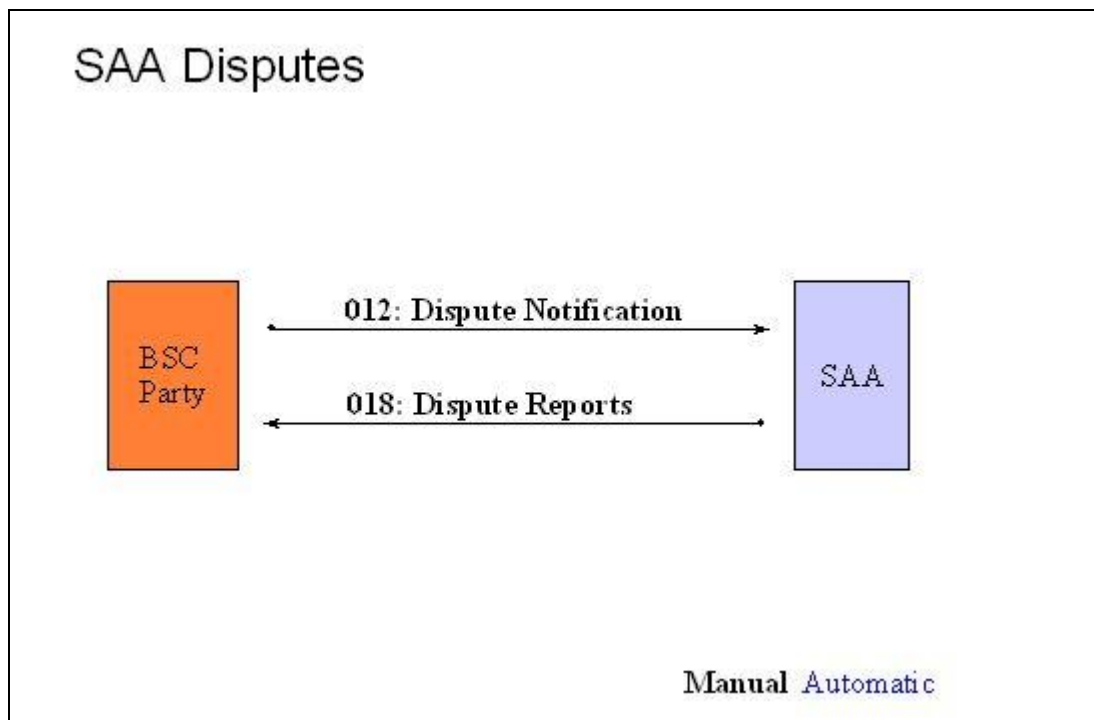 SAA Disputes
012: Dispute Notification
BSC
Party
SAA
018: Dispute Reports
Manual Automatic